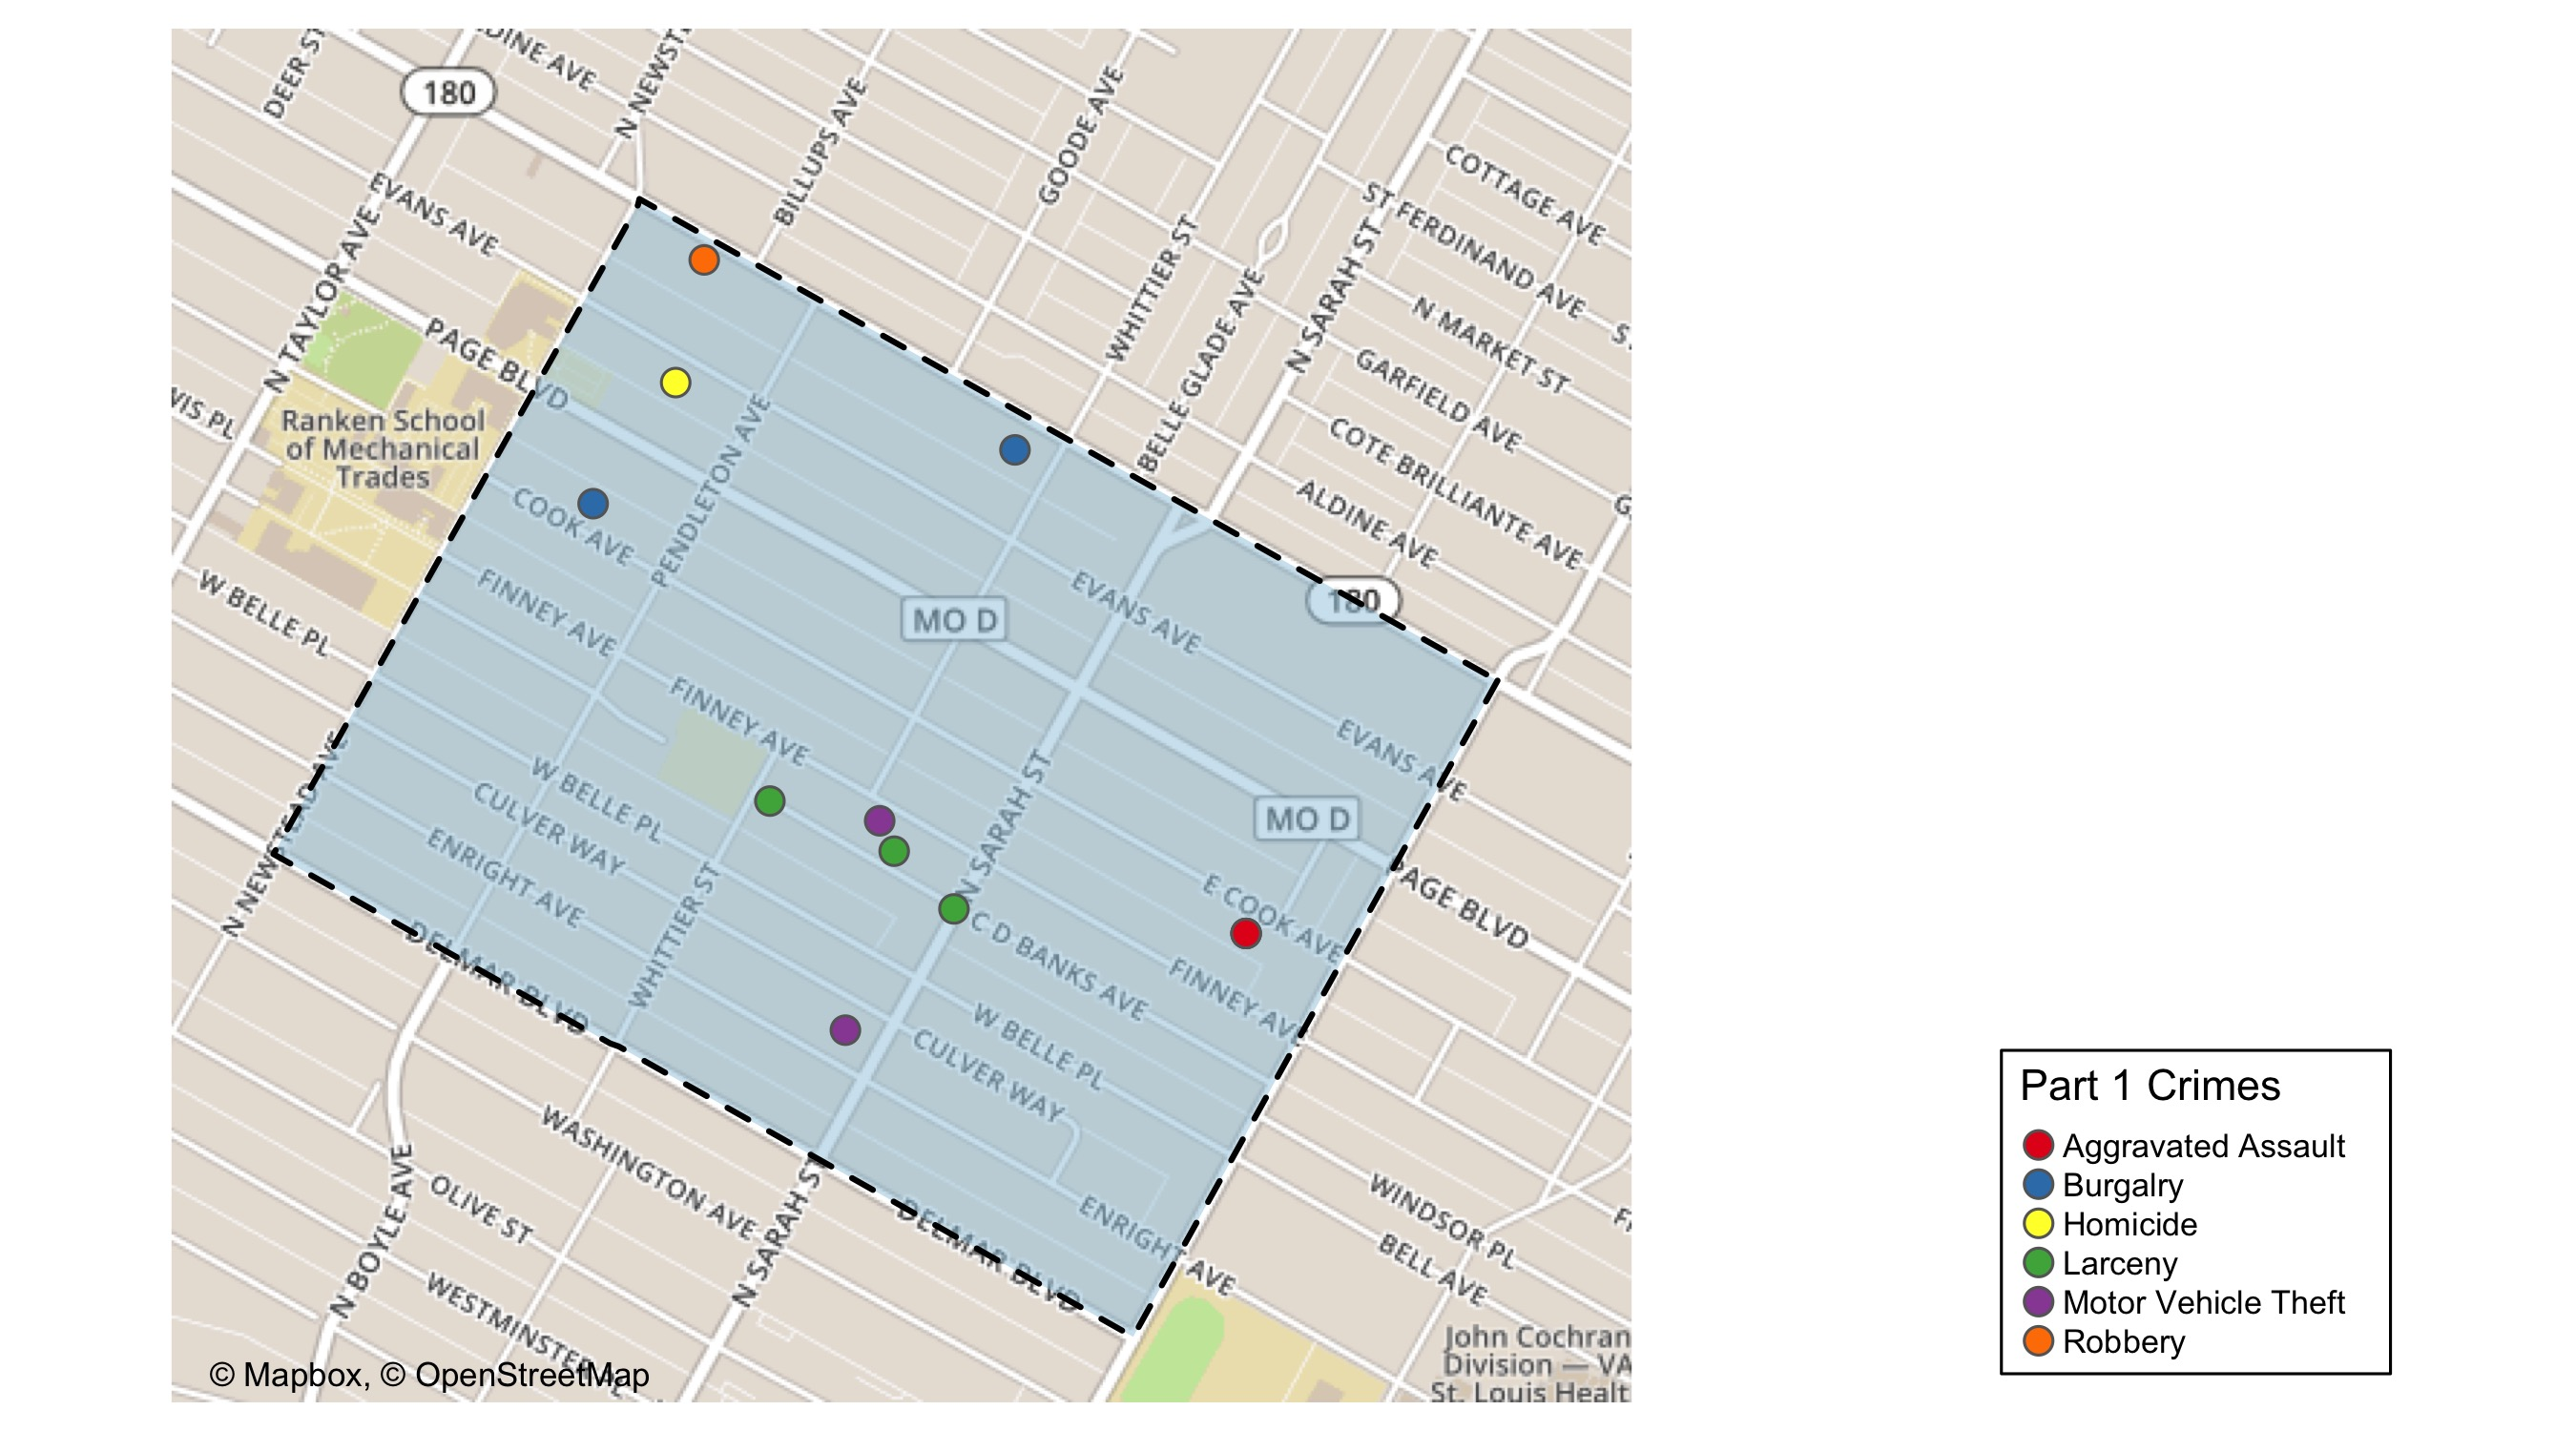 DEER ST
DINE AVE
N NEWST
180
BILLUPS AVE
GOODE AVE
COTTAGE AVE
ST FERDINAND AVE
EVANS AVE
N TAYLOR AVE
WHITTIER ST
BELLE GLADE AVE
N SARAH ST
N MARKET ST
GARFIELD AVE
PAGE BLVD
WIS PL
Ranken School
of Mechanical
Trades
PENDLETON AVE
COTE BRILLIANTE AVE
ALDINE AVE
COOK AVE
FINNEY AVE
W BELLE PL
MO D
EVANS AVE
180
FINNEY AVE
EVANS AVE
N NEWSTEAD AVE
W BELLE PL
CULVER WAY
ENRIGHT AVE
N SARAH ST
MO D
WHITTIER ST
E COOK AVE
PAGE BLVD
C D BANKS AVE
FINNEY AVE
DELMAR BLVD
W BELLE PL
CULVER WAY
WASHINGTON AVE
N BOYLE AVE
OLIVE ST
N SARAH ST
DELMAR BLVD
ENRIGHT AVE
WINDSOR PL
BELL AVE
WESTMINSTER PL
John Cochran
Division — VA
St. Louis Healt
© Mapbox, © OpenStreetMap
Part 1 Crimes
Aggravated Assault
Burgalry
Homicide
Larceny
Motor Vehicle Theft
Robbery